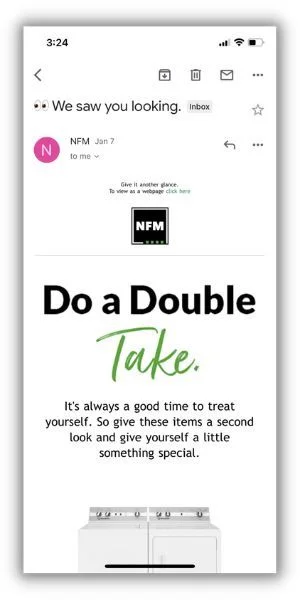 3:24
👀 We saw you looking. Inbox
N
NFM Jan 7
to me
Give it another glance.
To view as a webpage click here
NFM
Do a Double
Take.
It's always a good time to treat
yourself. So give these items a second
look and give yourself a little
something special.